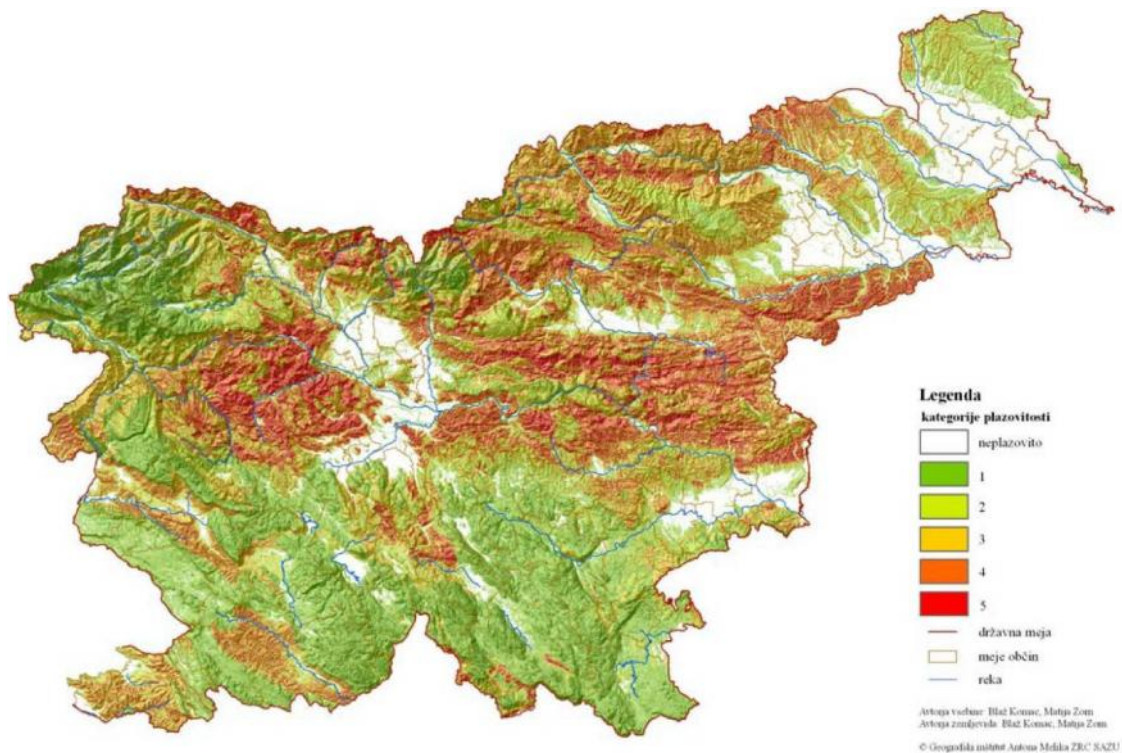 Legenda
kategorije plazovitosti
neplazovito
1
2
3
4
5
državna meja
meje občin
reka
Avtorja vsebine: Blaž Komac, Matija Zorn
Avtorja zemljevida: Blaž Komac, Matija Zorn
© Geografski inštitut Antona Melika ZRC SAZU